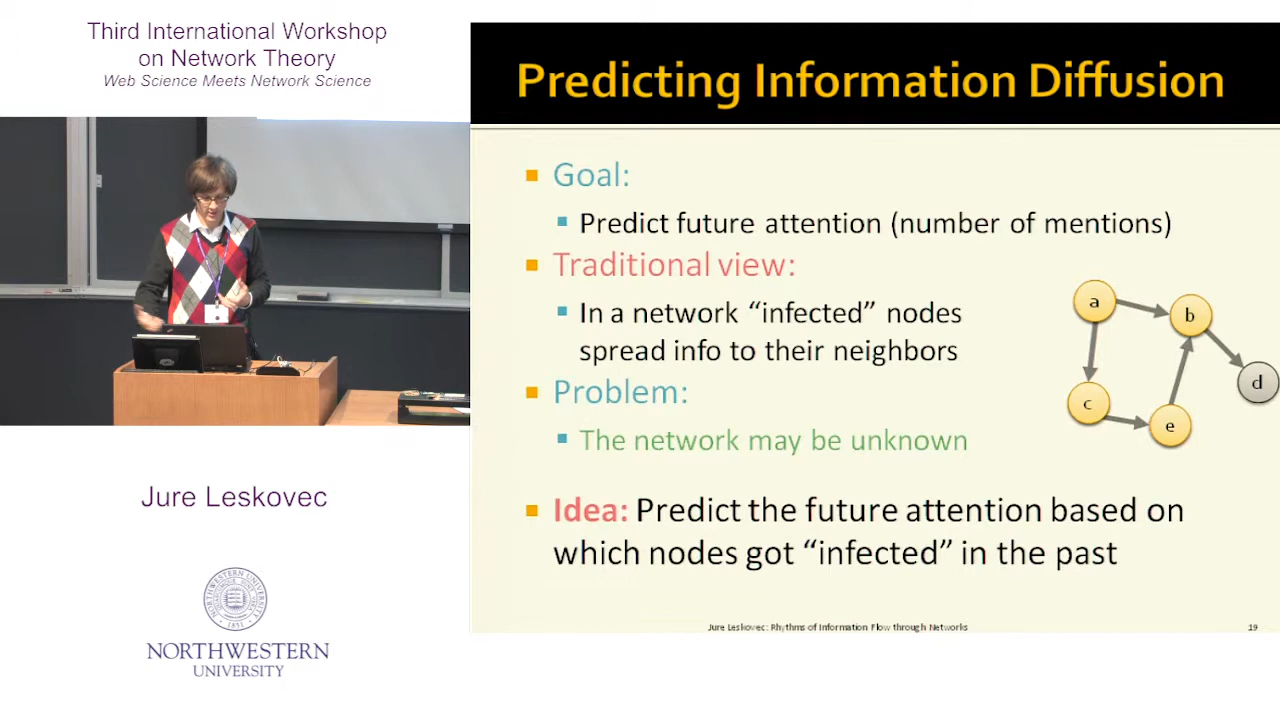 Third International Workshop
on Network Theory
Web Science Meets Network Science
Jure Leskovec
NORTHWESTERN
UNIVERSITY
Predicting Information Diffusion
Goal:
Predict future attention (number of mentions)
Traditional view:
In a network “infected” nodes
spread info to their neighbors
Problem:
The network may be unknown
Idea: Predict the future attention based on
which nodes got “infected” in the past
a
b
c
d
e
Jure Leskovec: Rhythms of Information Flow through Networks
19